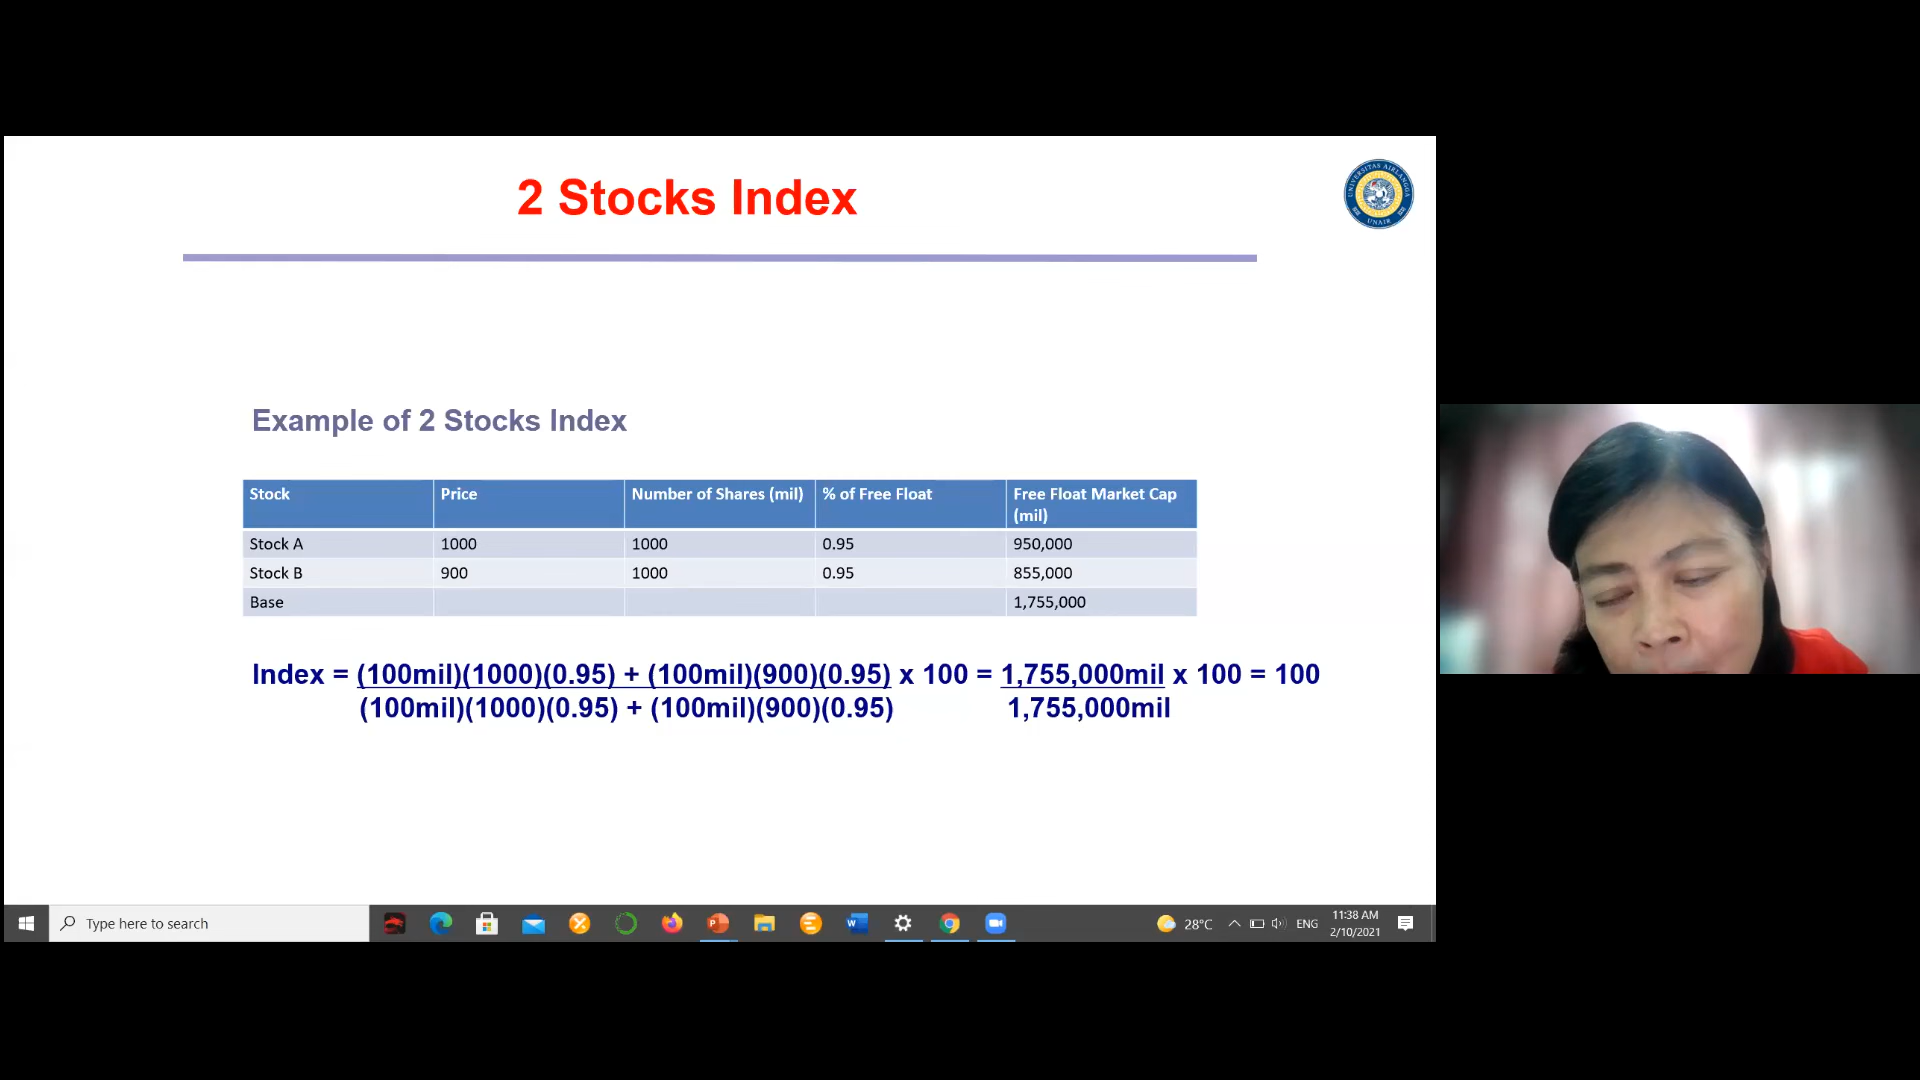 2 Stocks Index
UNIVERSITAS AIRLANGGA
UNAIR
Example of 2 Stocks Index
Stock Price Number of Shares (mil) % of Free Float Free Float Market Cap (mil)
Stock A 1000 1000 0.95 950,000
Stock B 900 1000 0.95 855,000
Base 1,755,000
Index = (100mil)(1000)(0.95) + (100mil)(900)(0.95) x 100 = 1,755,000mil x 100 = 100
(100mil)(1000)(0.95) + (100mil)(900)(0.95) 1,755,000mil
Type here to search
28°C
ENG
11:38 AM
2/10/2021